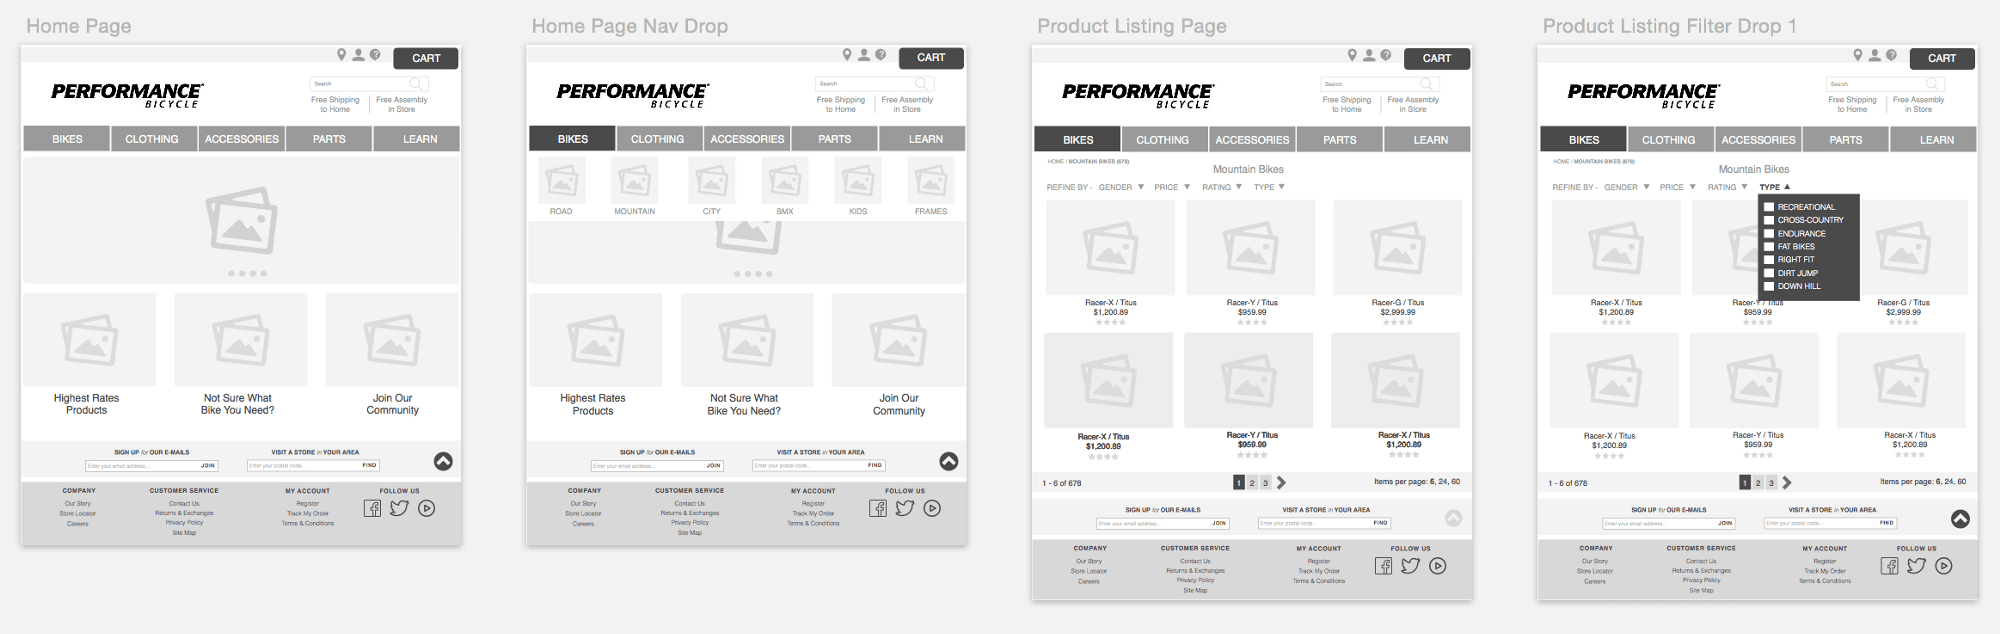 Home Page
CART
Search
PERFORMANCE
BICYCLE
Free Shipping to Home
Free Assembly in Store
BIKES CLOTHING ACCESSORIES PARTS LEARN
Highest Rates Products
Not Sure What Bike You Need?
Join Our Community
SIGN UP for OUR E-MAILS
Enter your email address... JOIN
VISIT A STORE in YOUR AREA
Enter your postal code... FIND
COMPANY
Our Story
Store Locator
Careers
CUSTOMER SERVICE
Contact Us
Returns & Exchanges
Privacy Policy
Site Map
MY ACCOUNT
Register
Track My Order
Terms & Conditions
FOLLOW US
Home Page Nav Drop
CART
Search
PERFORMANCE
BICYCLE
Free Shipping to Home
Free Assembly in Store
BIKES CLOTHING ACCESSORIES PARTS LEARN
ROAD MOUNTAIN CITY BMX KIDS FRAMES
Highest Rates Products
Not Sure What Bike You Need?
Join Our Community
SIGN UP for OUR E-MAILS
Enter your email address... JOIN
VISIT A STORE in YOUR AREA
Enter your postal code... FIND
COMPANY
Our Story
Store Locator
Careers
CUSTOMER SERVICE
Contact Us
Returns & Exchanges
Privacy Policy
Site Map
MY ACCOUNT
Register
Track My Order
Terms & Conditions
FOLLOW US
Product Listing Page
CART
Search
PERFORMANCE
BICYCLE
Free Shipping to Home
Free Assembly in Store
BIKES CLOTHING ACCESSORIES PARTS LEARN
HOME / MOUNTAIN BIKES (678)
Mountain Bikes
REFINE BY - GENDER PRICE RATING TYPE
Racer-X / Titus
$1,200.89
Racer-Y / Titus
$959.99
Racer-G / Titus
$2,999.99
Racer-X / Titus
$1,200.89
Racer-Y / Titus
$959.99
Racer-X / Titus
$1,200.89
1 - 6 of 678
1 2 3
Items per page: 6, 24, 60
SIGN UP for OUR E-MAILS
Enter your email address... JOIN
VISIT A STORE in YOUR AREA
Enter your postal code... FIND
COMPANY
Our Story
Store Locator
Careers
CUSTOMER SERVICE
Contact Us
Returns & Exchanges
Privacy Policy
Site Map
MY ACCOUNT
Register
Track My Order
Terms & Conditions
FOLLOW US
Product Listing Filter Drop 1
CART
Search
PERFORMANCE
BICYCLE
Free Shipping to Home
Free Assembly in Store
BIKES CLOTHING ACCESSORIES PARTS LEARN
HOME / MOUNTAIN BIKES (678)
Mountain Bikes
REFINE BY - GENDER PRICE RATING TYPE
RECREATIONAL
CROSS-COUNTRY
ENDURANCE
FAT BIKES
RIGHT FIT
DIRT JUMP
DOWN HILL
Racer-X / Titus
$1,200.89
Racer-Y / Titus
$959.99
Racer-G / Titus
$2,999.99
Racer-X / Titus
$1,200.89
Racer-Y / Titus
$959.99
Racer-X / Titus
$1,200.89
1 - 6 of 678
1 2 3
Items per page: 6, 24, 60
SIGN UP for OUR E-MAILS
Enter your email address... JOIN
VISIT A STORE in YOUR AREA
Enter your postal code... FIND
COMPANY
Our Story
Store Locator
Careers
CUSTOMER SERVICE
Contact Us
Returns & Exchanges
Privacy Policy
Site Map
MY ACCOUNT
Register
Track My Order
Terms & Conditions
FOLLOW US